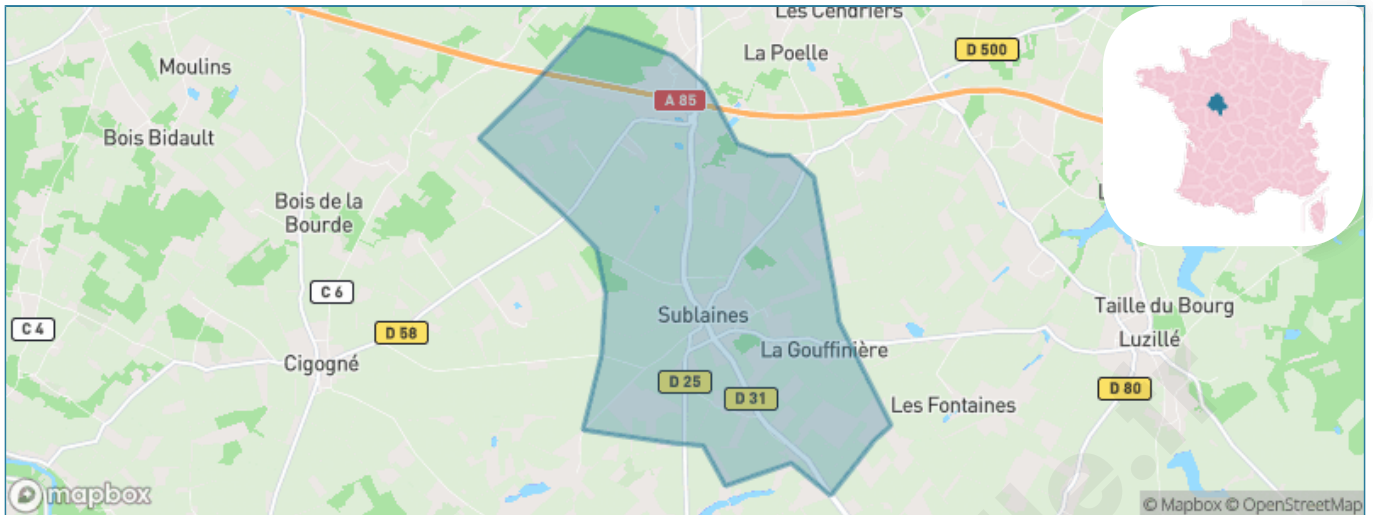 Les Cendriers
La Poelle
D 500
Moulins
A 85
Bois Bidault
Bois de la
Bourde
C 6
Sublaines
Taille du Bourg
C 4
D 58
Luzillé
La Gouffinière
Cigogné
D 25
D 31
D 80
Les Fontaines
mapbox
© Mapbox © OpenStreetMap